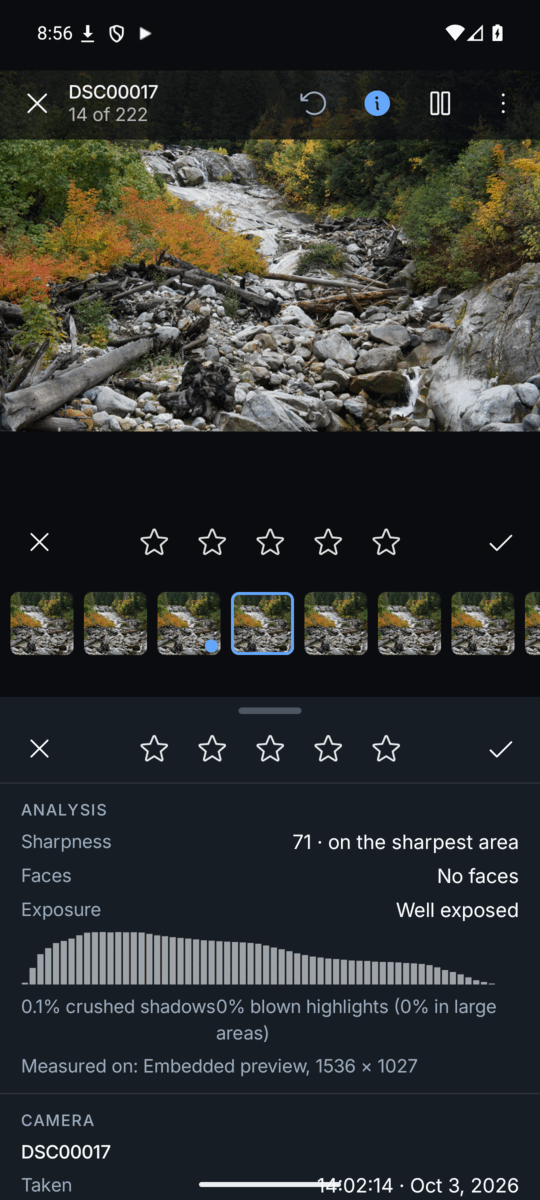 8:56
DSC00017
14 of 222
ANALYSIS
Sharpness 71 · on the sharpest area
Faces No faces
Exposure Well exposed
0.1% crushed shadows0% blown highlights (0% in large
areas)
Measured on: Embedded preview, 1536 × 1027
CAMERA
DSC00017
Taken 14:02:14 · Oct 3, 2026